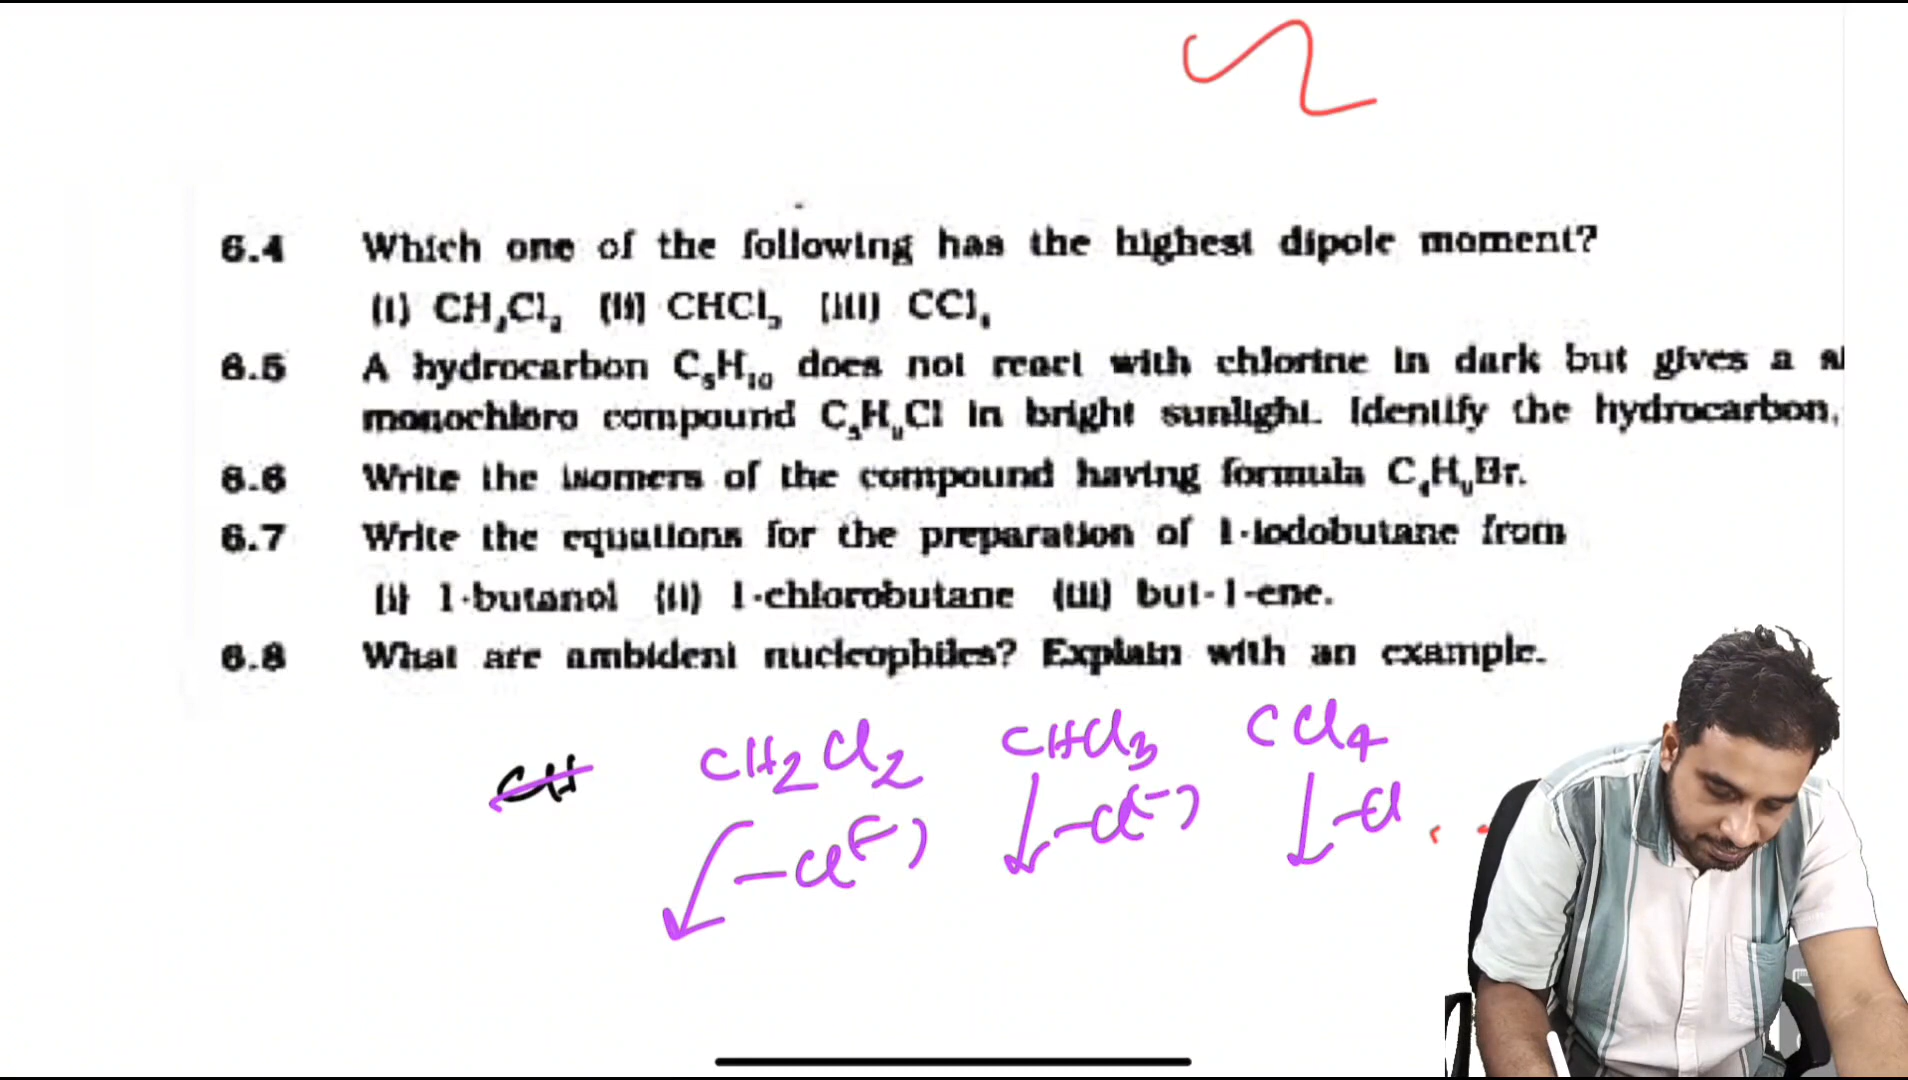 6.4 Which one of the following has the highest dipole moment?
(i) CH₂Cl₂ (ii) CHCl₃ (iii) CCl₄
6.5 A hydrocarbon C₅H₁₀ does not react with chlorine in dark but gives a
monochloro compound C₅H₉Cl in bright sunlight. Identify the hydrocarbon.
6.6 Write the isomers of the compound having formula C₄H₉Br.
6.7 Write the equations for the preparation of 1-iodobutane from
(i) 1-butanol (ii) 1-chlorobutane (iii) but-1-ene.
6.8 What are ambident nucleophiles? Explain with an example.
CH CH₂Cl₂ CHCl₃ CCl₄
-Cl(-) -Cl(-) -Cl